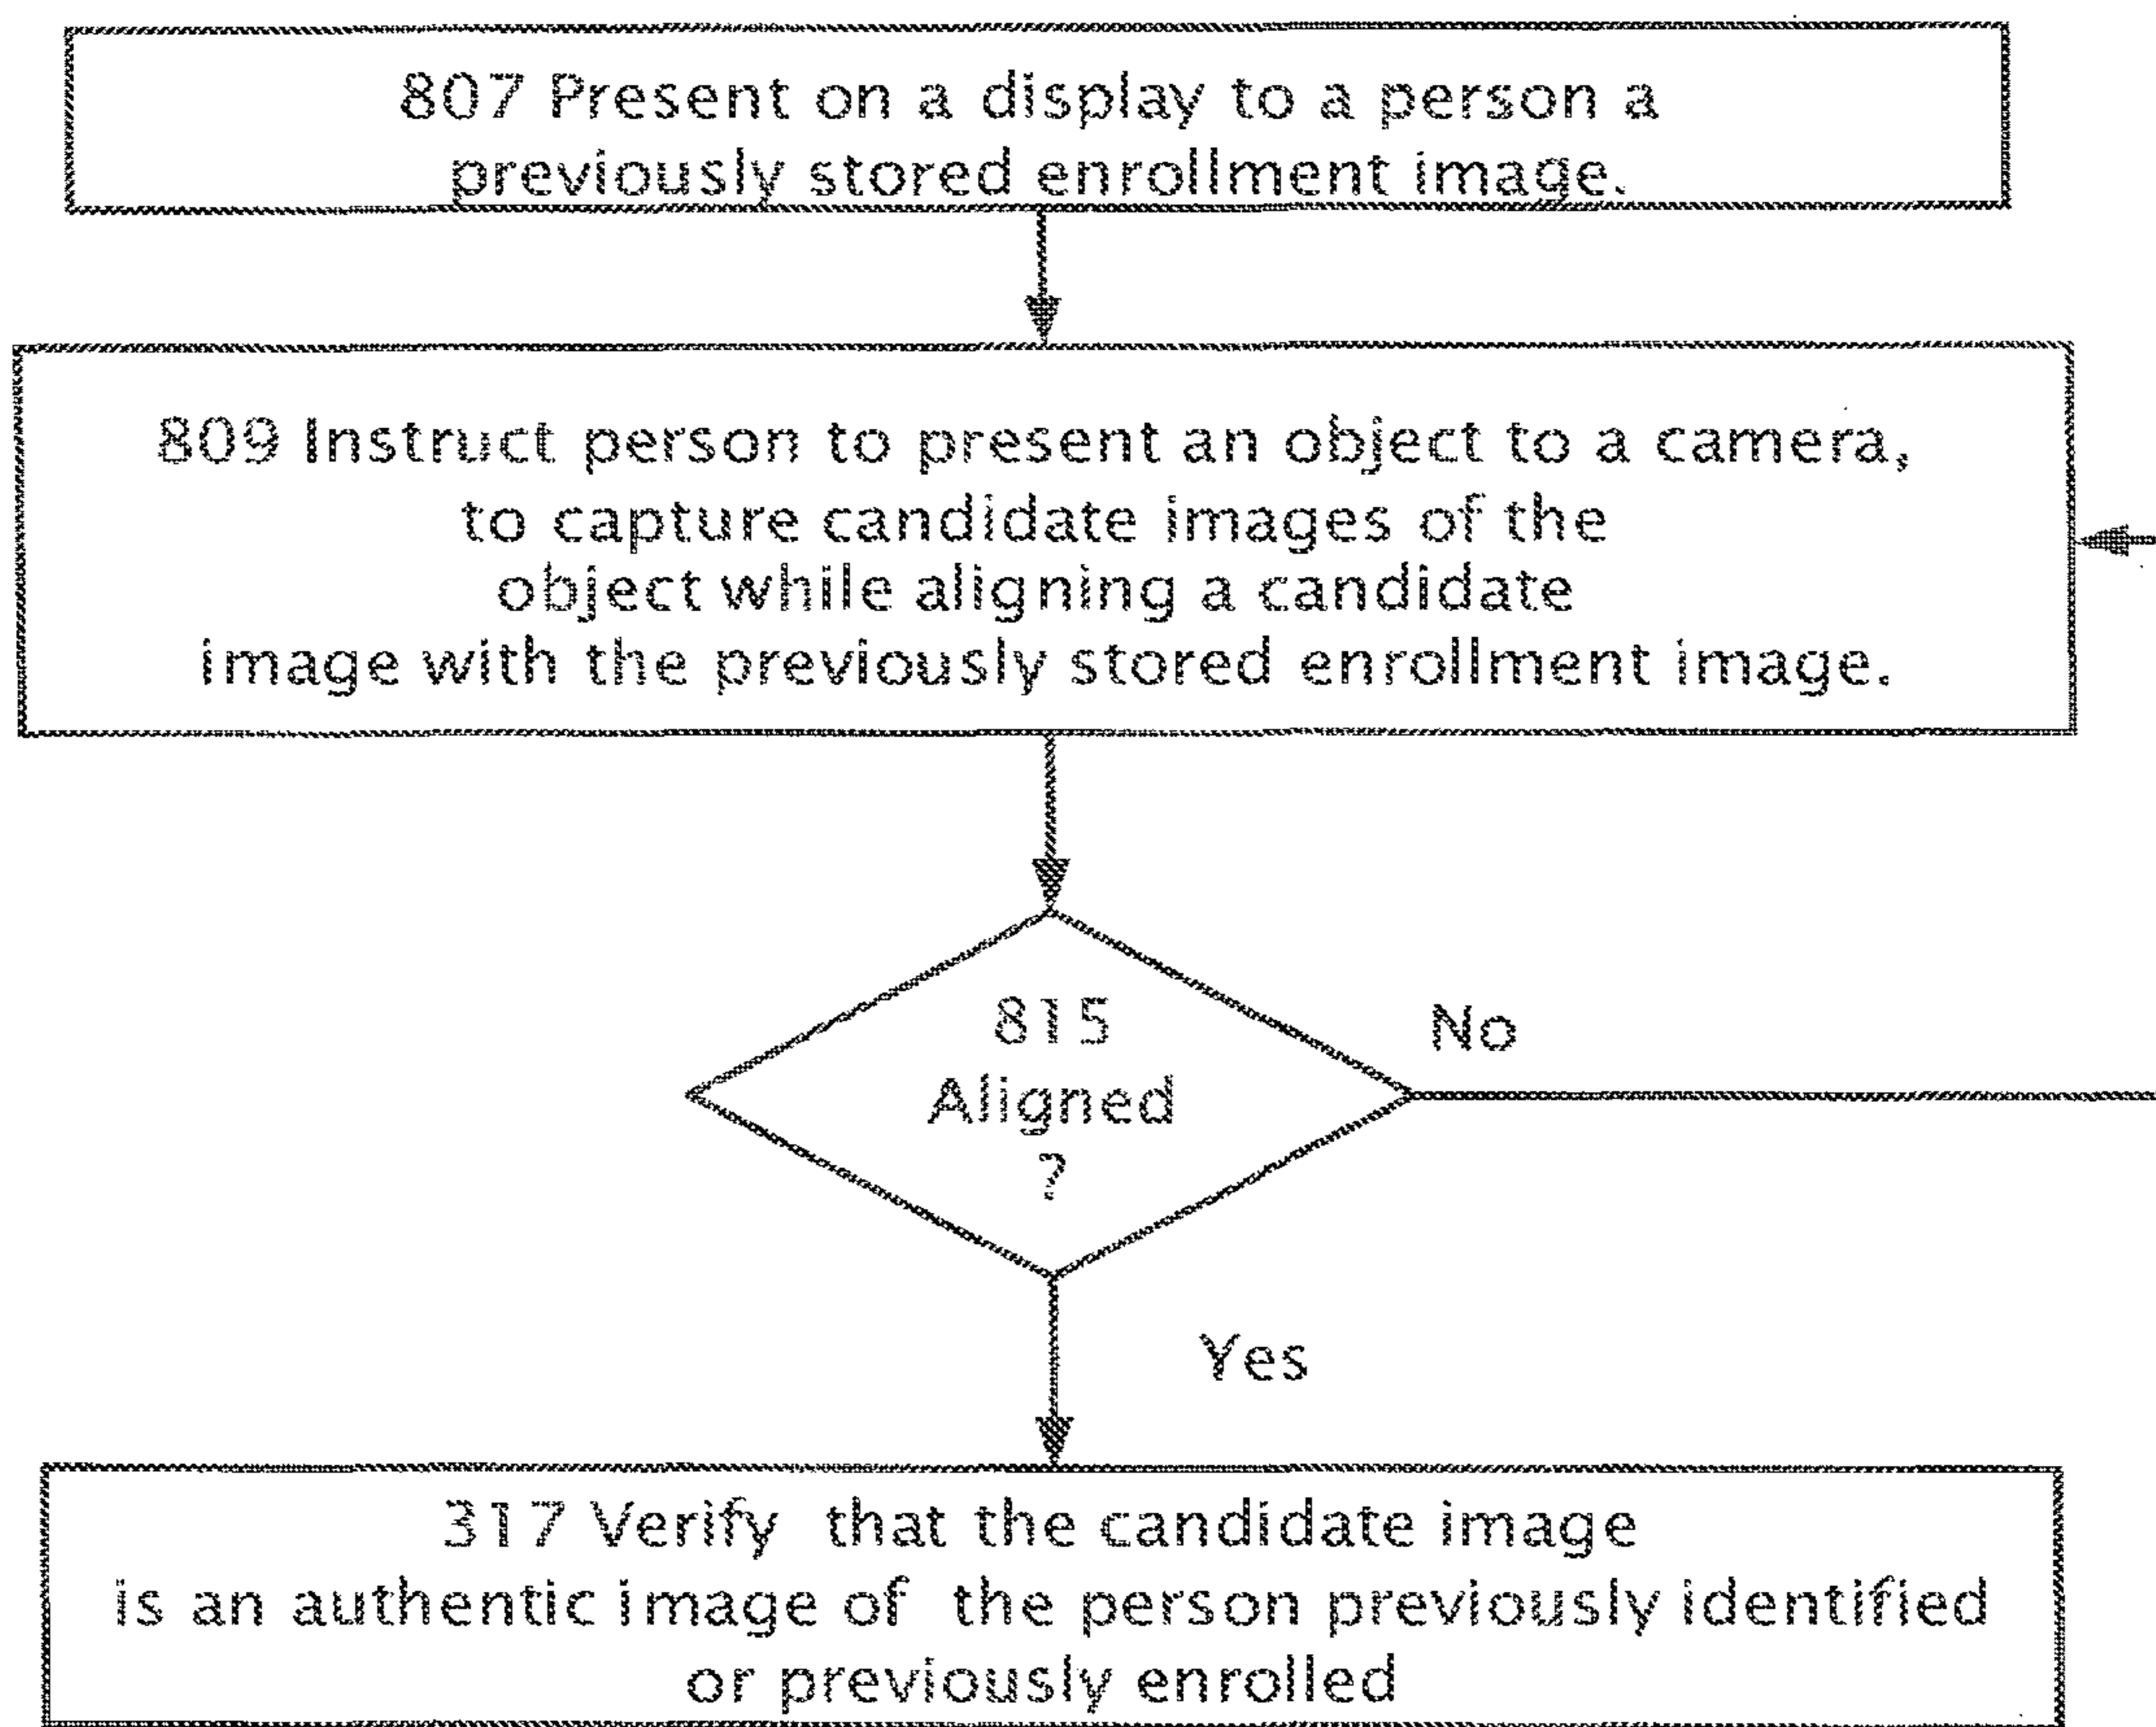 807 Present on a display to a person a
previously stored enrollment image.
809 Instruct person to present an object to a camera,
to capture candidate images of the
object while aligning a candidate
image with the previously stored enrollment image.
815
Aligned
?
No
Yes
317 Verify that the candidate image
is an authentic image of the person previously identified
or previously enrolled